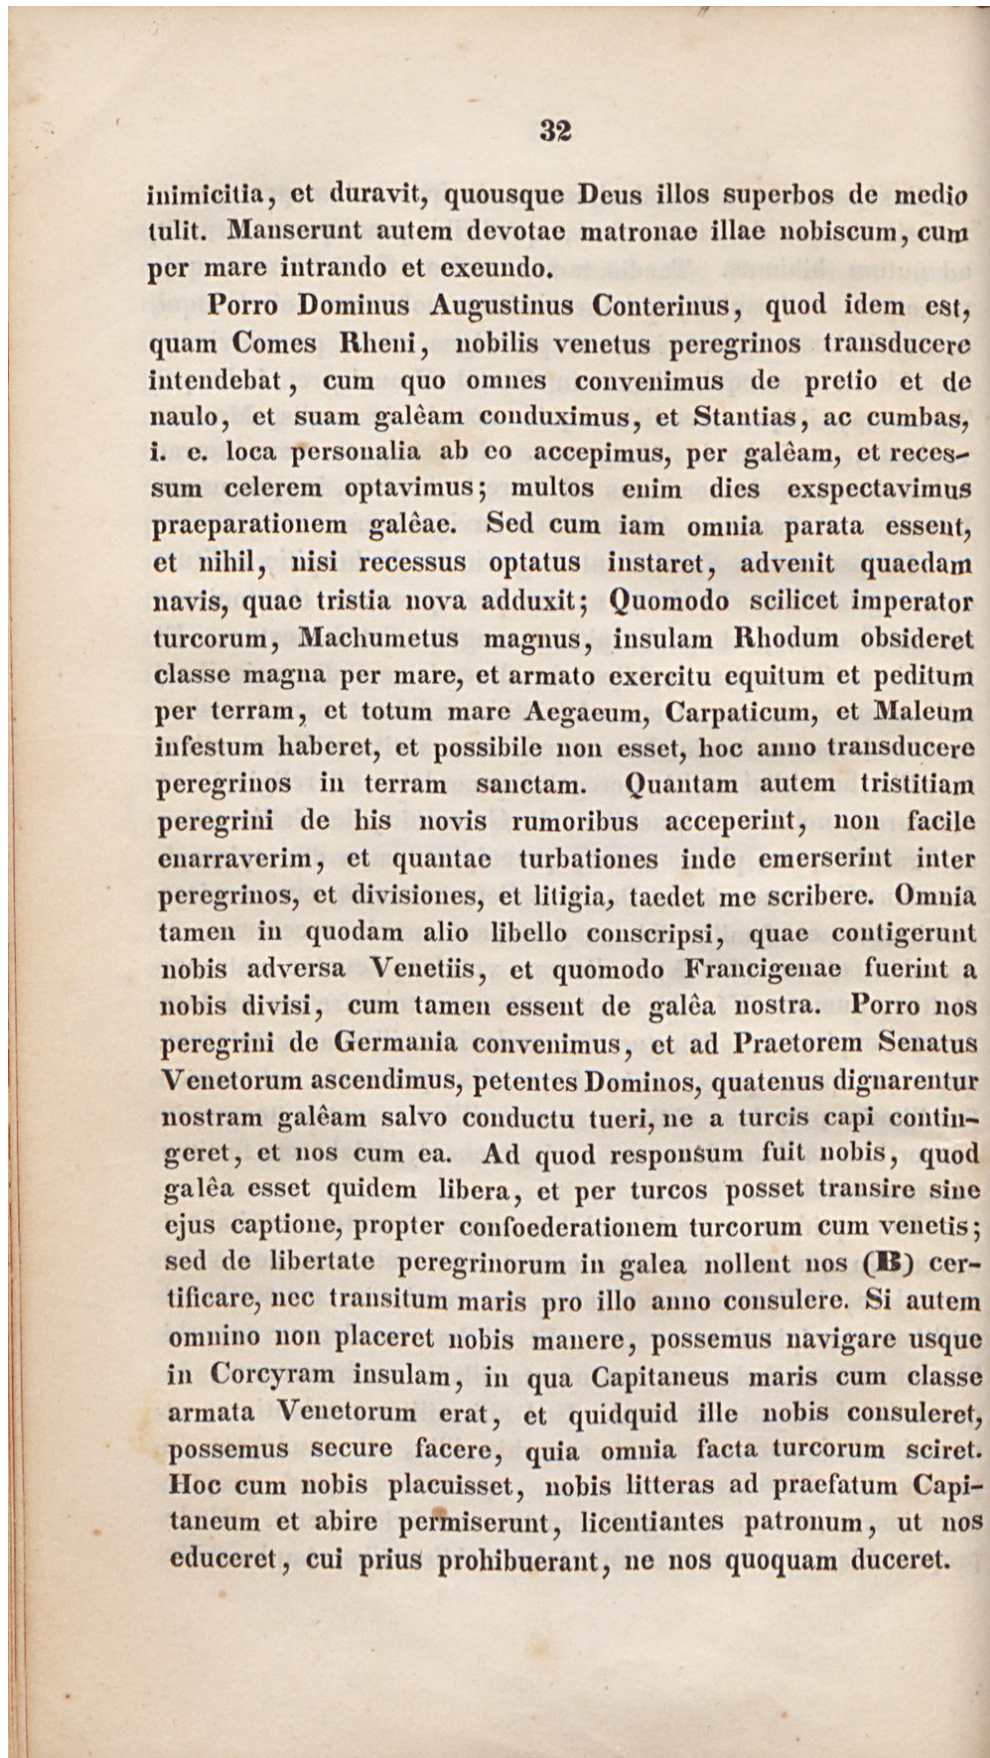 32
inimicitia, et duravit, quousque Deus illos superbos de medio
tulit. Manserunt autem devotae matronae illae nobiscum, cum
per mare intrando et exeundo.
Porro Dominus Augustinus Conterinus, quod idem est,
quam Comes Rheni, nobilis venetus peregrinos transducere
intendebat, cum quo omnes convenimus de pretio et de
naulo, et suam galêam conduximus, et Stantias, ac cumbas,
i. e. loca personalia ab eo accepimus, per galêam, et reces-
sum celerem optavimus; multos enim dies exspectavimus
praeparationem galêae. Sed cum iam omnia parata essent,
et nihil, nisi recessus optatus instaret, advenit quaedam
navis, quae tristia nova adduxit; Quomodo scilicet imperator
turcorum, Machumetus magnus, insulam Rhodum obsideret
classe magna per mare, et armato exercitu equitum et peditum
per terram, et totum mare Aegaeum, Carpaticum, et Maleum
infestum haberet, et possibile non esset, hoc anno transducere
peregrinos in terram sanctam. Quantam autem tristitiam
peregrini de his novis rumoribus acceperint, non facile
enarraverim, et quantae turbationes inde emerserint inter
peregrinos, et divisiones, et litigia, taedet me scribere. Omnia
tamen in quodam alio libello conscripsi, quae contigerunt
nobis adversa Venetiis, et quomodo Francigenae fuerint a
nobis divisi, cum tamen essent de galêa nostra. Porro nos
peregrini de Germania convenimus, et ad Praetorem Senatus
Venetorum ascendimus, petentes Dominos, quatenus dignarentur
nostram galêam salvo conductu tueri, ne a turcis capi contin-
geret, et nos cum ea. Ad quod responsum fuit nobis, quod
galêa esset quidem libera, et per turcos posset transire sine
ejus captione, propter confoederationem turcorum cum venetis;
sed de libertate peregrinorum in galea nollent nos (B) cer-
tificare, nec transitum maris pro illo anno consulere. Si autem
omnino non placeret nobis manere, possemus navigare usque
in Corcyram insulam, in qua Capitaneus maris cum classe
armata Venetorum erat, et quidquid ille nobis consuleret,
possemus secure facere, quia omnia facta turcorum sciret.
Hoc cum nobis placuisset, nobis litteras ad praefatum Capi-
taneum et abire permiserunt, licentiantes patronum, ut nos
educeret, cui prius prohibuerant, ne nos quoquam duceret.